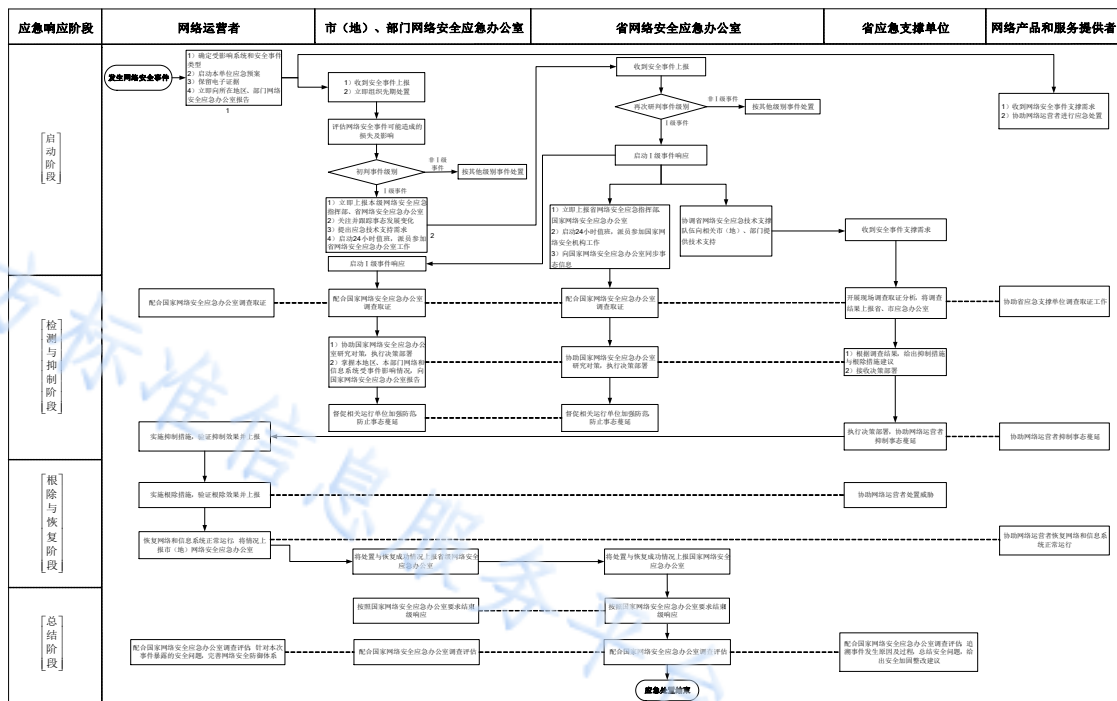 应急响应阶段
网络运营者
市（地）、部门网络安全应急办公室
省网络安全应急办公室
省应急支撑单位
网络产品和服务提供者
启动阶段
发生网络安全事件
1）确定受影响系统和安全事件
类型
2）启动本单位应急预案
3）保留电子证据
4）立即向所在地区、部门网络
安全应急办公室报告
1
1）收到安全事件上报
2）立即组织先期处置
评估网络安全事件可能造成的
损失及影响
初判事件级别
非Ⅰ级
事件
按其他级别事件处置
Ⅰ级事件
1）立即上报本级网络安全应急
指挥部、省网络安全应急办公室
2）关注并跟踪事态发展变化
3）提出应急技术支持需求
4）启动24小时值班，派员参加
省网络安全应急办公室工作
2
启动Ⅰ级事件响应
收到安全事件上报
再次研判事件级别
非Ⅰ级事件
按其他级别事件处置
Ⅰ级事件
启动Ⅰ级事件响应
1）立即上报省网络安全应急指挥部、
国家网络安全应急办公室
2）启动24小时值班，派员参加国家网
络安全机构工作
3）向国家网络安全应急办公室同步事
态信息
协调省网络安全应急技术支撑
队伍向相关市（地）、部门提
供技术支持
收到安全事件支撑需求
1）收到网络安全事件支撑需求
2）协助网络运营者进行应急处置
检测与抑制阶段
配合国家网络安全应急办公室
调查取证
配合国家网络安全应急办公室
调查取证
配合国家网络安全应急办公室
调查取证
开展现场调查取证分析，将调查
结果上报省、市应急办公室
协助省应急支撑单位调查取证工作
1）协助国家网络安全应急办公
室研究对策，执行决策部署
2）掌握本地区、本部门网络和
信息系统受事件影响情况，向
国家网络安全应急办公室报告
协助国家网络安全应急办公室
研究对策，执行决策部署
1）根据调查结果，给出抑制措施
与根除措施建议
2）接收决策部署
督促相关运行单位加强防范，
防止事态蔓延
督促相关运行单位加强防范，
防止事态蔓延
实施抑制措施，验证抑制效果并上报
执行决策部署，协助网络运营者
抑制事态蔓延
协助网络运营者抑制事态蔓延
根除与恢复阶段
实施根除措施，验证根除效果并上报
协助网络运营者处置威胁
恢复网络和信息系统正常运行，将情况上
报市（地）网络安全应急办公室
协助网络运营者恢复网络和信息系
统正常运行
将处置与恢复成功情况上报省级网络安全
应急办公室
将处置与恢复成功情况上报国家网络安全
应急办公室
总结阶段
按照国家网络安全应急办公室要求结束Ⅰ
级响应
按照国家网络安全应急办公室要求结束Ⅰ
级响应
配合国家网络安全应急办公室调查评估，针对本次
事件暴露的安全问题，完善网络安全防御体系
配合国家网络安全应急办公室调查评估
配合国家网络安全应急办公室调查评估
配合国家网络安全应急办公室调查评估，追
溯事件发生原因及过程，总结安全问题，给
出安全加固整改建议
应急处置结束
方标准信息服务平台